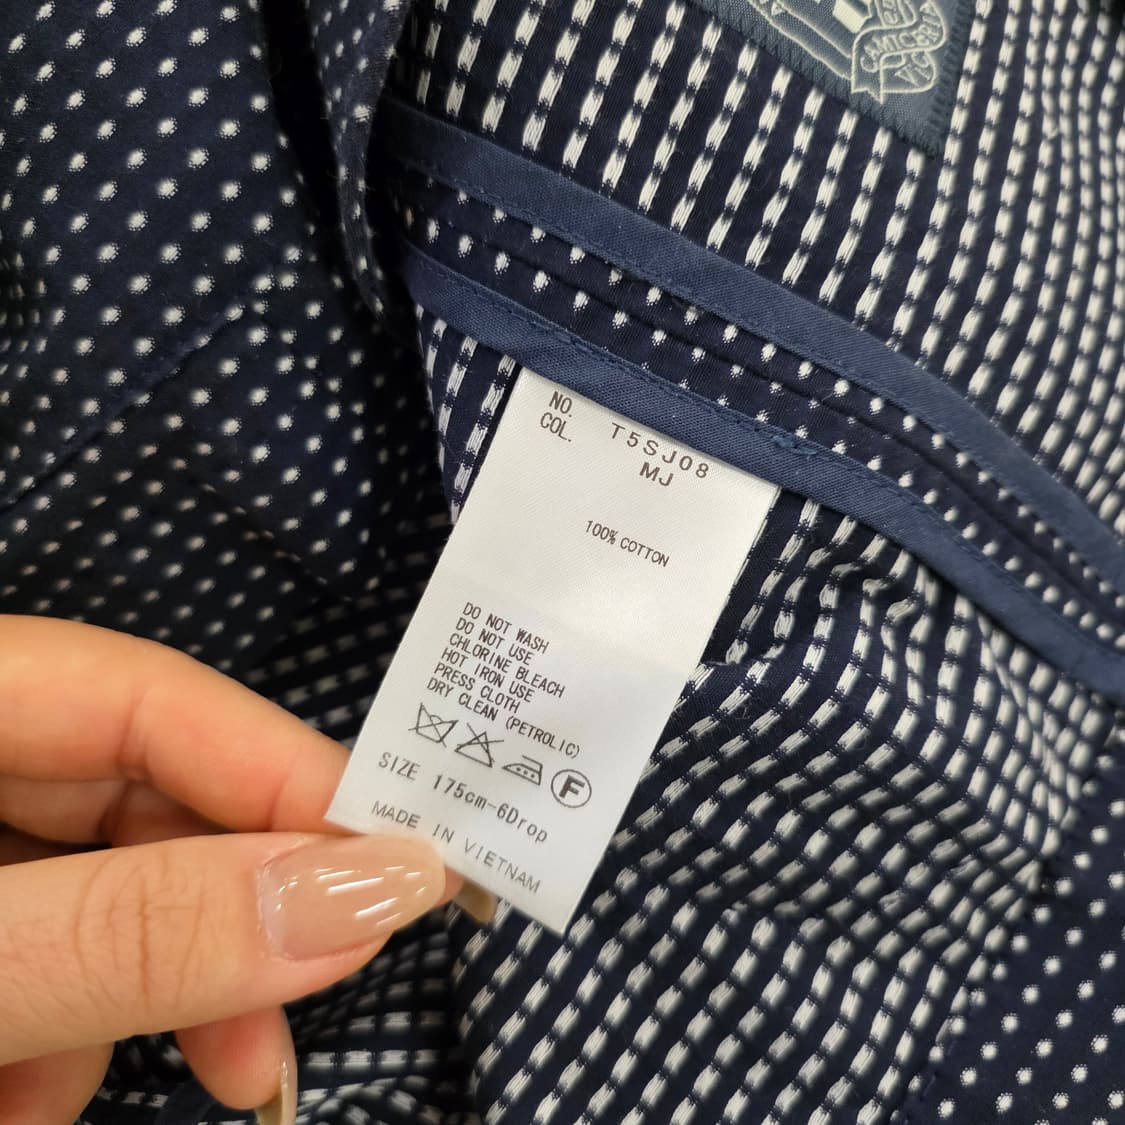 CAMICERIA
NO. T5SJ08
COL. MJ
100% COTTON
DO NOT WASH
DO NOT USE
CHLORINE BLEACH
HOT IRON USE
PRESS CLOTH
DRY CLEAN (PETROLIC)
F
SIZE 175cm-6Drop
MADE IN VIETNAM